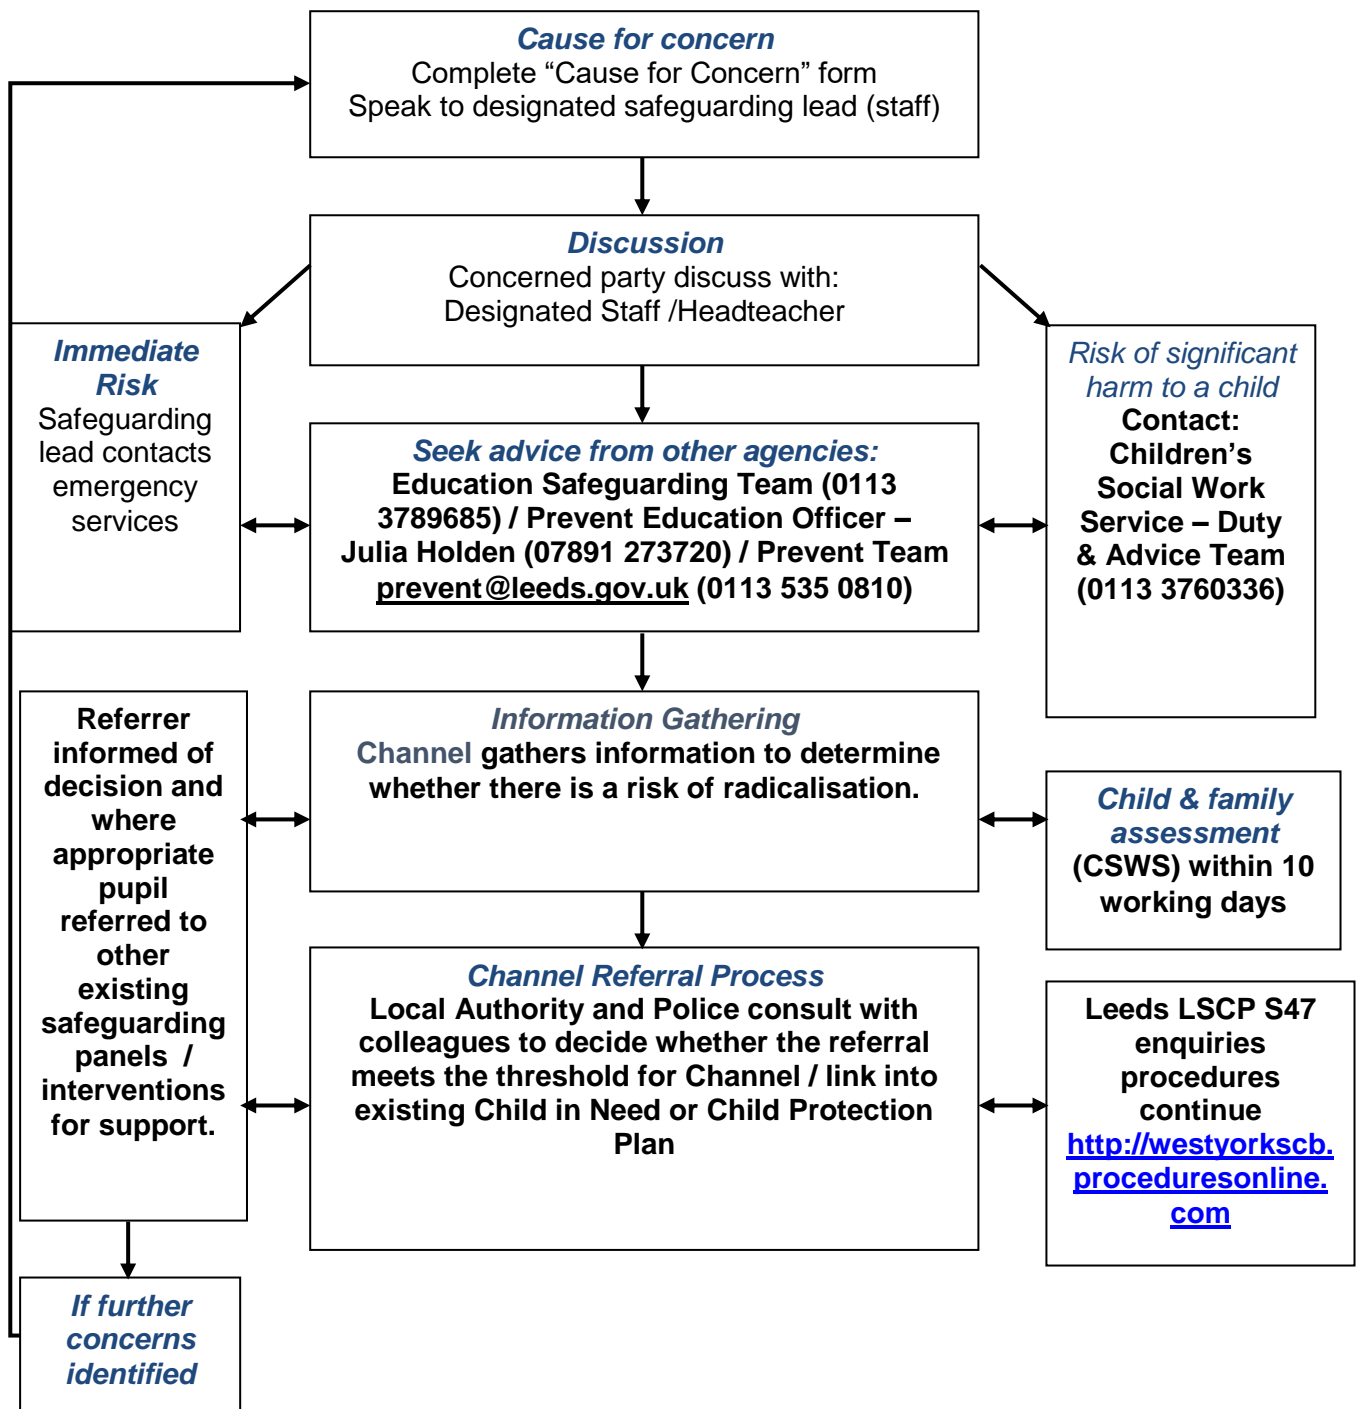 Cause for concern
Complete “Cause for Concern” form
Speak to designated safeguarding lead (staff)
Discussion
Concerned party discuss with:
Designated Staff /Headteacher
Immediate
Risk
Safeguarding
lead contacts
emergency
services
Seek advice from other agencies:
Education Safeguarding Team (0113
3789685) / Prevent Education Officer –
Julia Holden (07891 273720) / Prevent Team
prevent@leeds.gov.uk (0113 535 0810)
Risk of significant
harm to a child
Contact:
Children’s
Social Work
Service – Duty
& Advice Team
(0113 3760336)
Referrer
informed of
decision and
where
appropriate
pupil
referred to
other
existing
safeguarding
panels /
interventions
for support.
Information Gathering
Channel gathers information to determine
whether there is a risk of radicalisation.
Child & family
assessment
(CSWS) within 10
working days
Channel Referral Process
Local Authority and Police consult with
colleagues to decide whether the referral
meets the threshold for Channel / link into
existing Child in Need or Child Protection
Plan
Leeds LSCP S47
enquiries
procedures
continue
http://westyorkscb.
proceduresonline.
com
If further
concerns
identified